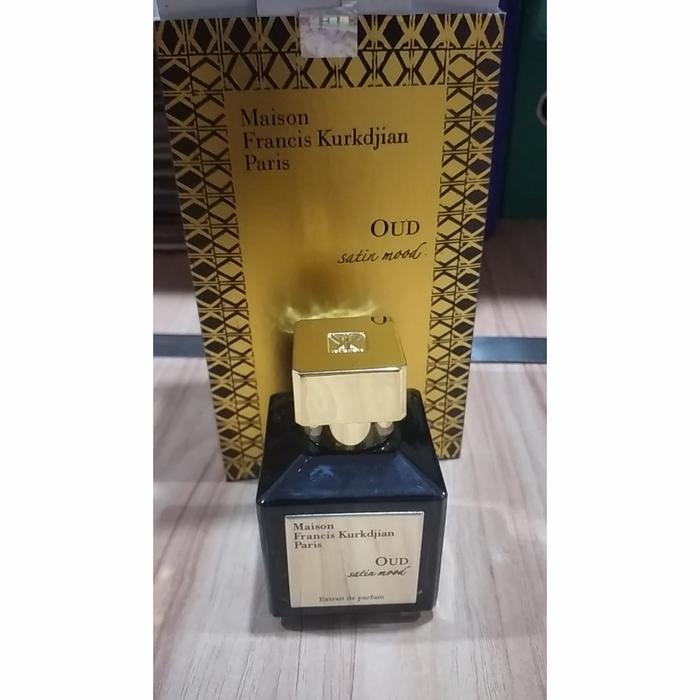 Maison
Francis Kurkdjian
Paris
OUD
satin mood
Maison
Francis Kurkdjian
Paris
OUD
satin mood
Extrait de parfum